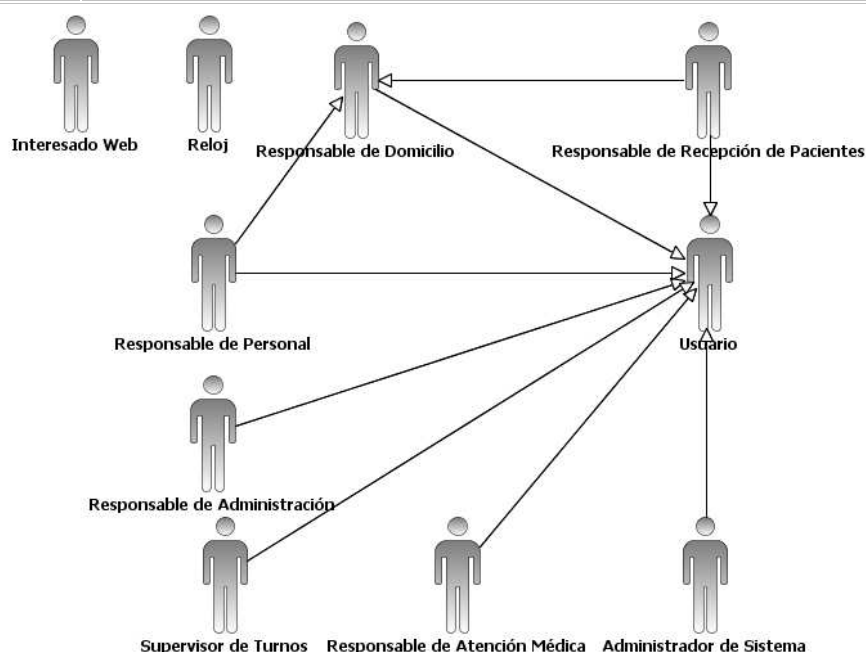 Interesado Web
Reloj
Responsable de Domicilio
Responsable de Recepción de Pacientes
Responsable de Personal
Usuario
Responsable de Administración
Supervisor de Turnos
Responsable de Atención Médica
Administrador de Sistema